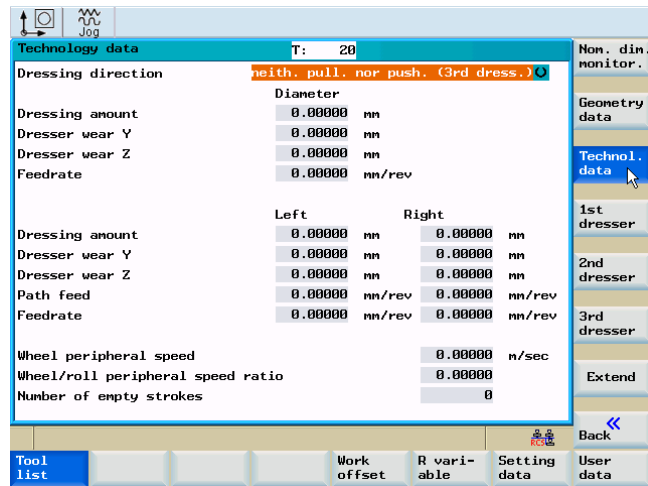 Jog
Technology data T: 20
Dressing direction neith. pull. nor push. (3rd dress.)
Diameter
Dressing amount 0.00000 mm
Dresser wear Y 0.00000 mm
Dresser wear Z 0.00000 mm
Feedrate 0.00000 mm/rev
Left Right
Dressing amount 0.00000 mm 0.00000 mm
Dresser wear Y 0.00000 mm 0.00000 mm
Dresser wear Z 0.00000 mm 0.00000 mm
Path feed 0.00000 mm/rev 0.00000 mm/rev
Feedrate 0.00000 mm/rev 0.00000 mm/rev
Wheel peripheral speed 0.00000 m/sec
Wheel/roll peripheral speed ratio 0.00000
Number of empty strokes 0
Nom. dim.
monitor.
Geometry
data
Technol.
data
1st
dresser
2nd
dresser
3rd
dresser
Extend
«
Back
RCS
Tool
list
Work
offset
R vari-
able
Setting
data
User
data